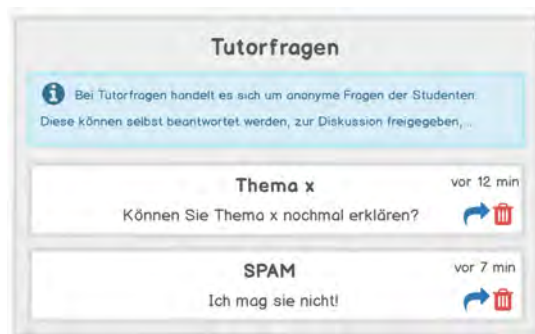 Tutorfragen
Bei Tutorfragen handelt es sich um anonyme Fragen der Studenten.
Diese können selbst beantwortet werden, zur Diskussion freigegeben,...
Thema x
vor 12 min
Können Sie Thema x nochmal erklären?
SPAM
vor 7 min
Ich mag sie nicht!